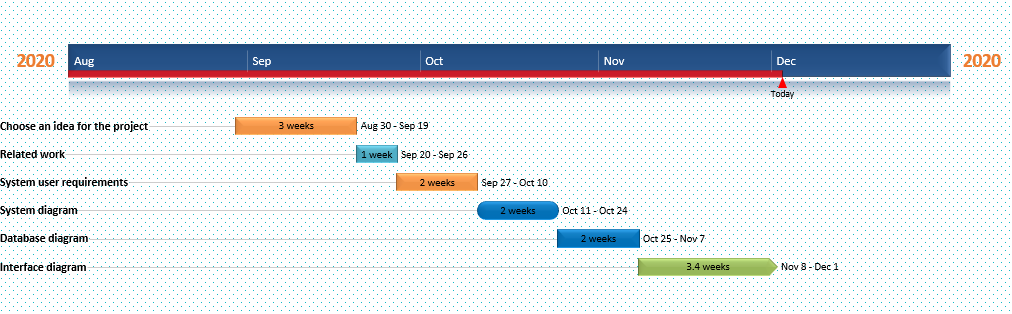 2020 Aug Sep Oct Nov Dec 2020
Today
Choose an idea for the project 3 weeks Aug 30 - Sep 19
Related work 1 week Sep 20 - Sep 26
System user requirements 2 weeks Sep 27 - Oct 10
System diagram 2 weeks Oct 11 - Oct 24
Database diagram 2 weeks Oct 25 - Nov 7
Interface diagram 3.4 weeks Nov 8 - Dec 1